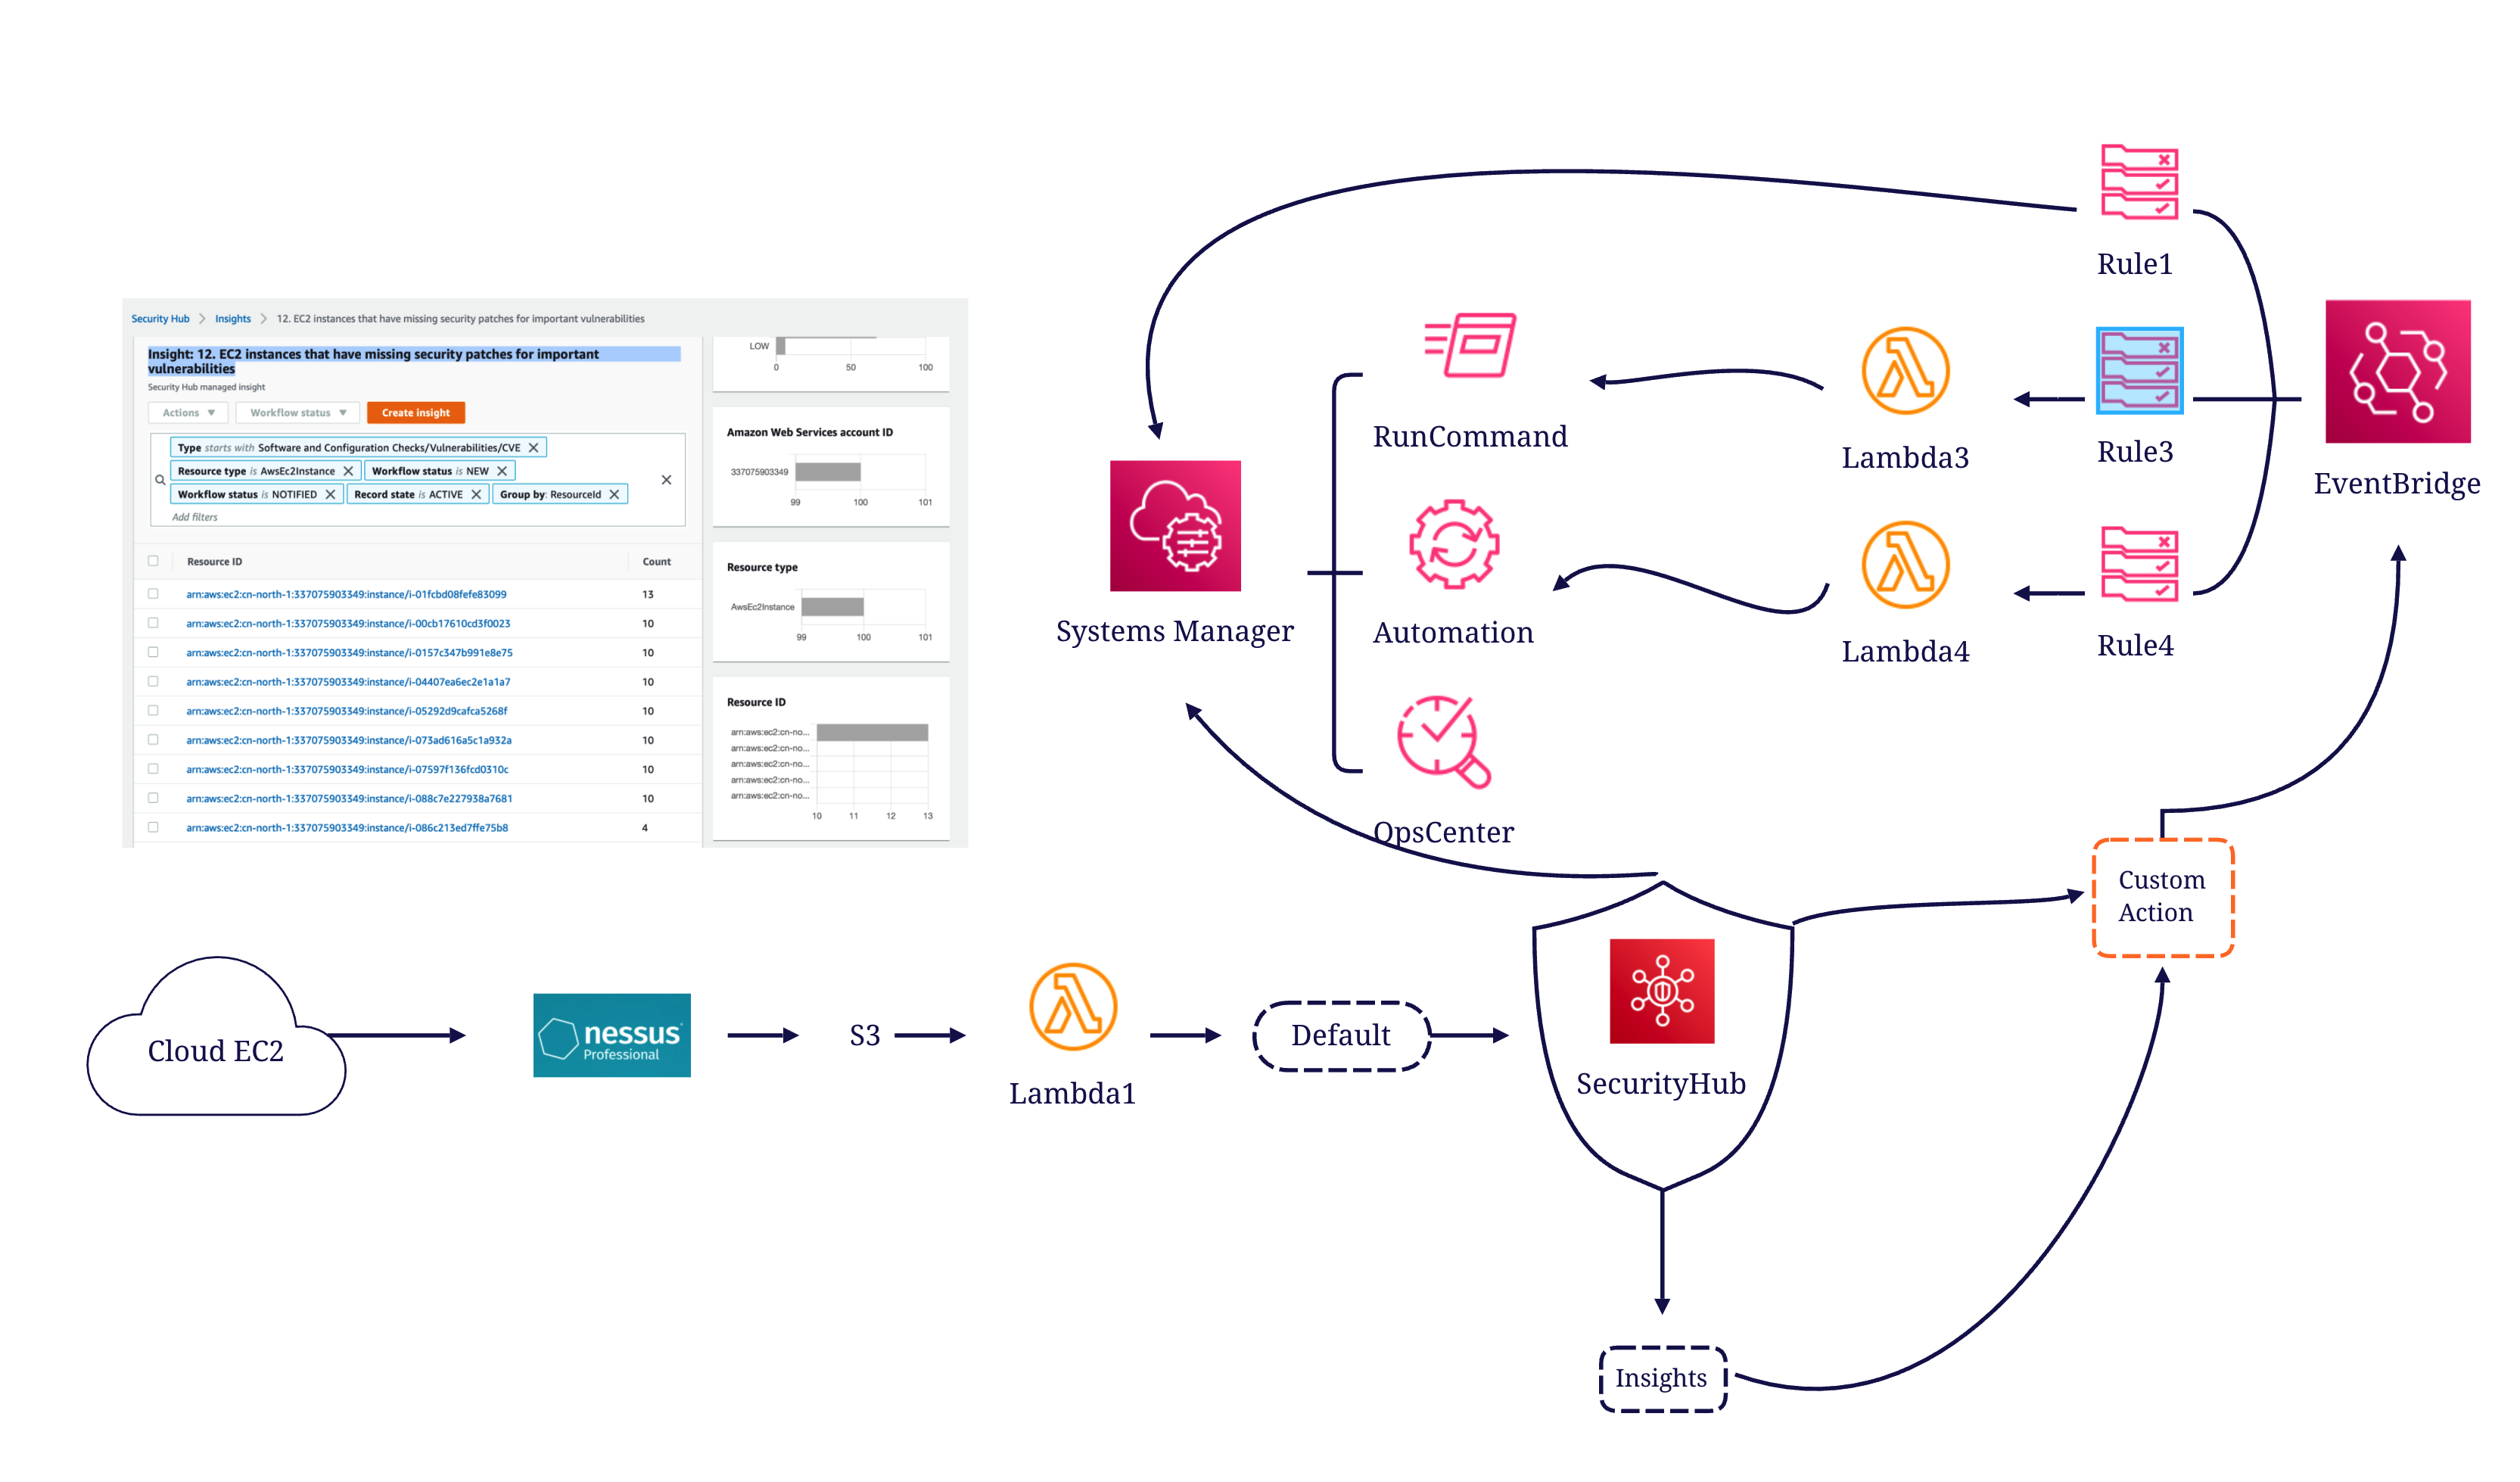 Security Hub > Insights > 12. EC2 instances that have missing security patches for important vulnerabilities
Insight: 12. EC2 instances that have missing security patches for important
vulnerabilities
Security Hub managed insight
Actions ▼ Workflow status ▼ Create insight
Type starts with Software and Configuration Checks/Vulnerabilities/CVE
Resource type is AwsEc2Instance Workflow status is NEW
Workflow status is NOTIFIED Record state is ACTIVE Group by: ResourceId
Add filters
Resource ID Count
arn:aws:ec2:cn-north-1:337075903349:instance/i-01fcbd08fefe83099 13
arn:aws:ec2:cn-north-1:337075903349:instance/i-00cb17610cd3f0023 10
arn:aws:ec2:cn-north-1:337075903349:instance/i-0157c347b991e8e75 10
arn:aws:ec2:cn-north-1:337075903349:instance/i-04407ea6ec2e1a1a7 10
arn:aws:ec2:cn-north-1:337075903349:instance/i-05292d9cafca5268f 10
arn:aws:ec2:cn-north-1:337075903349:instance/i-073ad616a5c1a932a 10
arn:aws:ec2:cn-north-1:337075903349:instance/i-07597f136fcd0310c 10
arn:aws:ec2:cn-north-1:337075903349:instance/i-088c7e227938a7681 10
arn:aws:ec2:cn-north-1:337075903349:instance/i-086c213ed7ffe75b8 4
LOW
0 50 100
Amazon Web Services account ID
337075903349
99 100 101
Resource type
AwsEc2Instance
99 100 101
Resource ID
arn:aws:ec2:cn-no...
arn:aws:ec2:cn-no...
arn:aws:ec2:cn-no...
arn:aws:ec2:cn-no...
arn:aws:ec2:cn-no...
10 11 12 13
Rule1
RunCommand
Lambda3
Rule3
EventBridge
Systems Manager
Automation
Lambda4
Rule4
OpsCenter
Custom
Action
Cloud EC2
nessus
Professional
S3
Lambda1
Default
SecurityHub
Insights